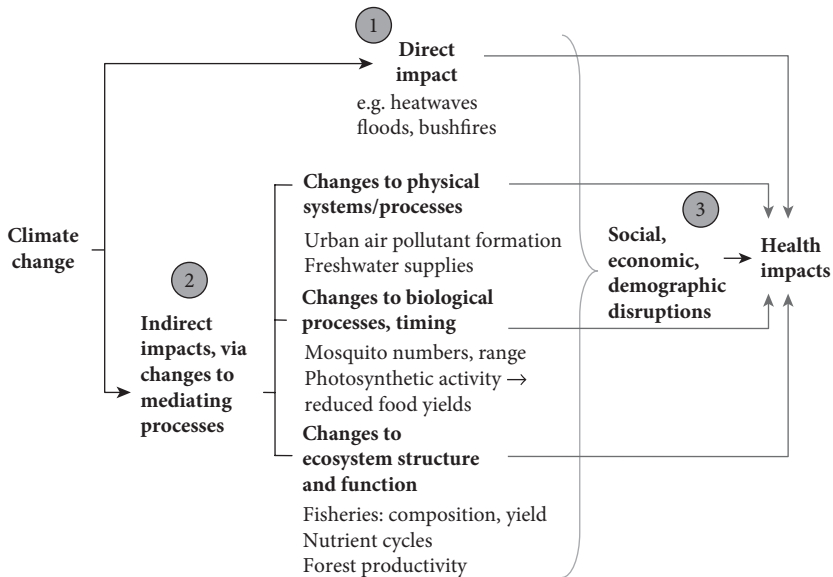 1
Direct
impact
e.g. heatwaves
floods, bushfires
Climate
change
2
Indirect
impacts, via
changes to
mediating
processes
Changes to physical
systems/processes
Urban air pollutant formation
Freshwater supplies
Changes to biological
processes, timing
Mosquito numbers, range
Photosynthetic activity →
reduced food yields
Changes to
ecosystem structure
and function
Fisheries: composition, yield
Nutrient cycles
Forest productivity
3
Social,
economic,
demographic
disruptions
Health
impacts